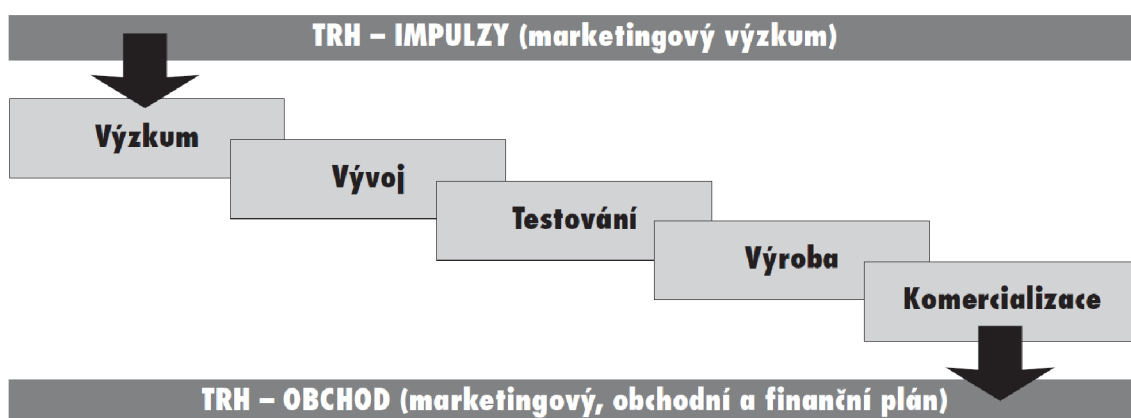 TRH – IMPULZY (marketingový výzkum)
Výzkum
Vývoj
Testování
Výroba
Komercializace
TRH – OBCHOD (marketingový, obchodní a finanční plán)